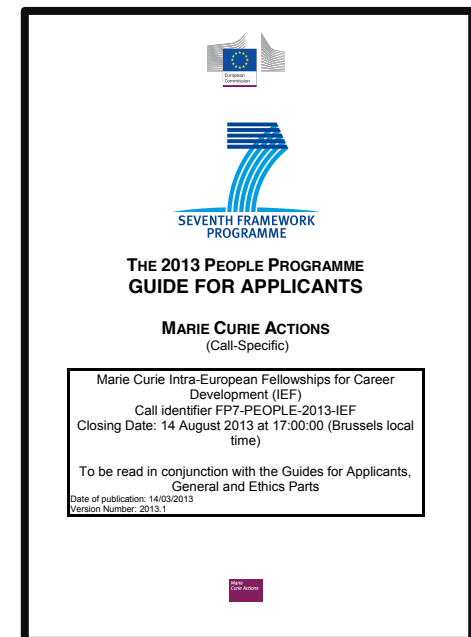 European
Commission
7
SEVENTH FRAMEWORK
PROGRAMME
THE 2013 PEOPLE PROGRAMME
GUIDE FOR APPLICANTS
MARIE CURIE ACTIONS
(Call-Specific)
Marie Curie Intra-European Fellowships for Career
Development (IEF)
Call identifier FP7-PEOPLE-2013-IEF
Closing Date: 14 August 2013 at 17:00:00 (Brussels local
time)
To be read in conjunction with the Guides for Applicants,
General and Ethics Parts
Date of publication: 14/03/2013
Version Number: 2013.1
Marie
Curie Actions